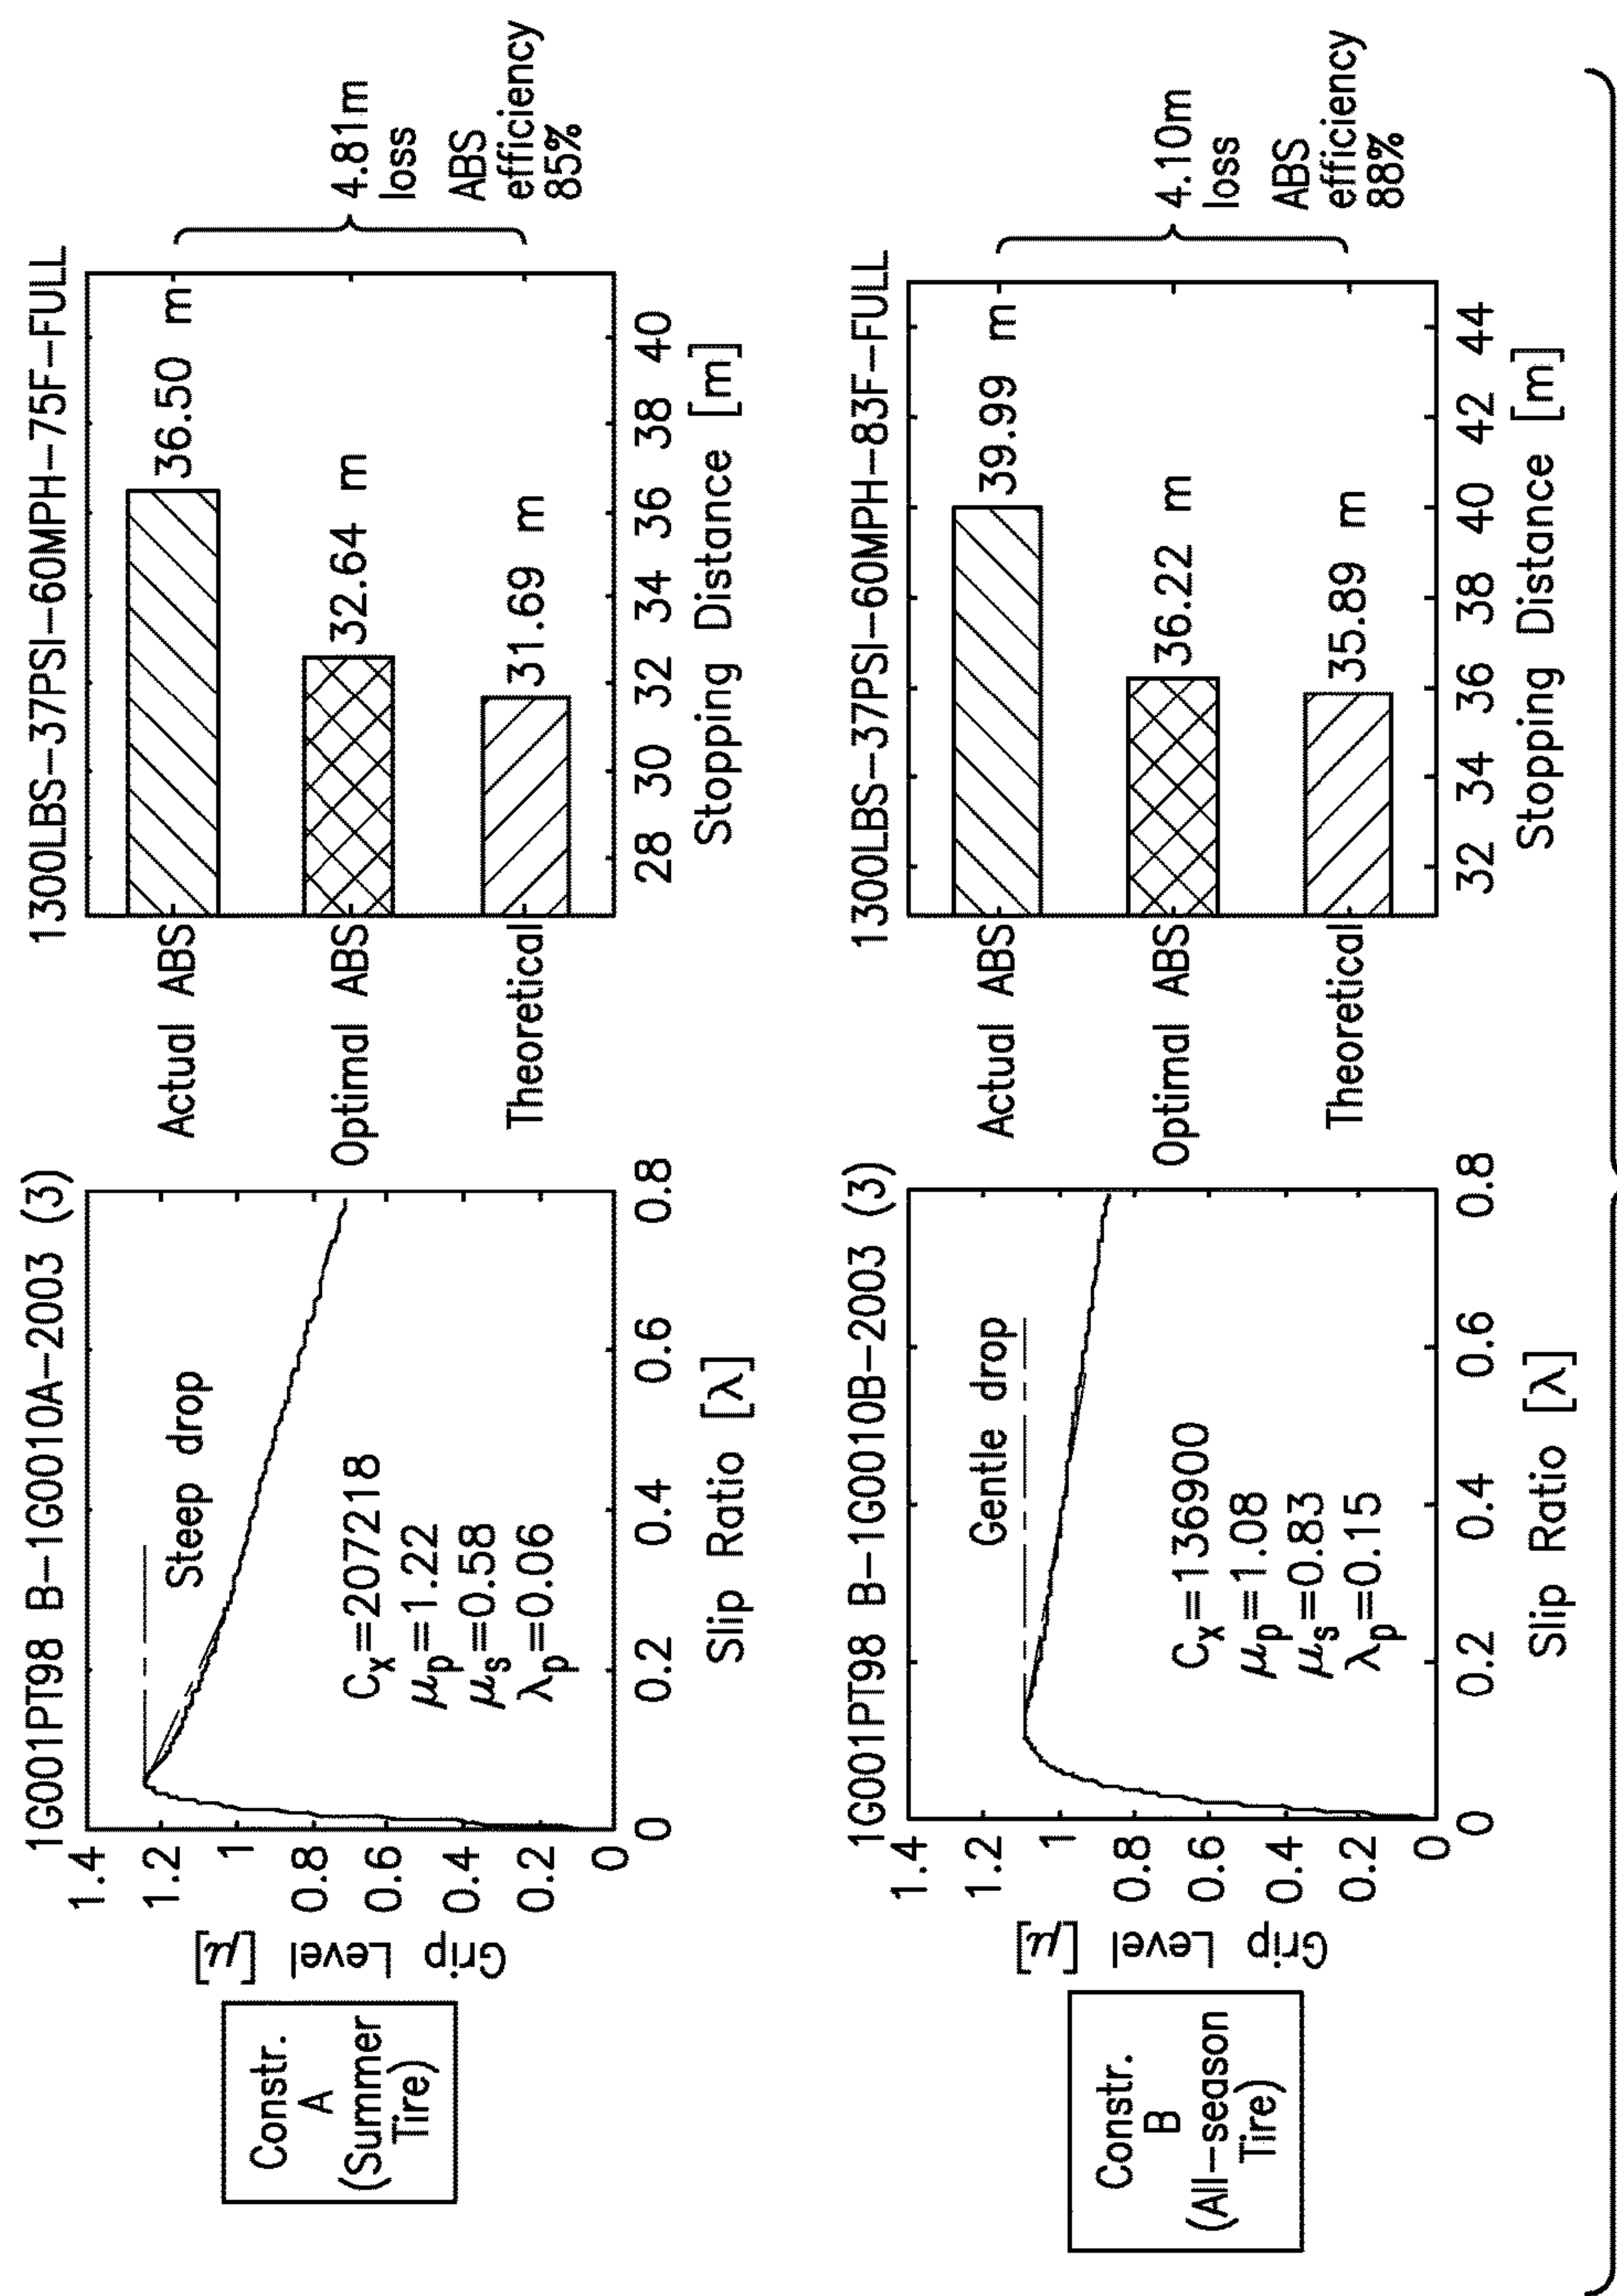 Constr.
A
(Summer
Tire)
1G001PT98 B-1G0010A-2003 (3)
Grip Level [μ]
1.4
1.2
1
0.8
0.6
0.4
0.2
0
Steep drop
Cx=2072718
μp=1.22
μs=0.58
λp=0.06
0 0.2 0.4 0.6 0.8
Slip Ratio [λ]
1300LBS-37PSI-60MPH-75F-FULL
Actual ABS
Optimal ABS
Theoretical
36.50 m
32.64 m
31.69 m
28 30 32 34 36 38 40
Stopping Distance [m]
4.81m
loss
ABS
efficiency
85%
Constr.
B
(All-season
Tire)
1G001PT98 B-1G0010B-2003 (3)
Grip Level [μ]
1.4
1.2
1
0.8
0.6
0.4
0.2
0
Gentle drop
Cx=136900
μp=1.08
μs=0.83
λp=0.15
0 0.2 0.4 0.6 0.8
Slip Ratio [λ]
1300LBS-37PSI-60MPH-83F-FULL
Actual ABS
Optimal ABS
Theoretical
39.99 m
36.22 m
35.89 m
32 34 36 38 40 42 44
Stopping Distance [m]
4.10m
loss
ABS
efficiency
88%